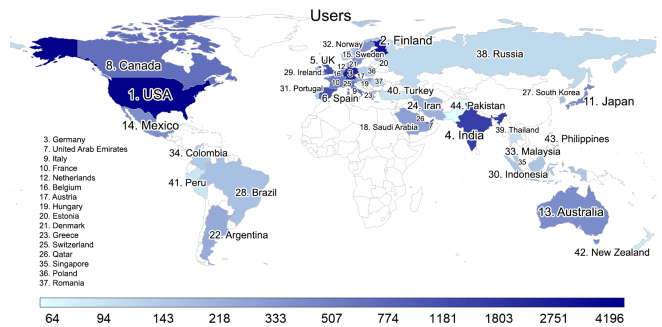 Users
32. Norway
2. Finland
15. Sweden
38. Russia
8. Canada
5. UK
12
21
20
29. Ireland
16
3
36
17
10
25
19
37
27. South Korea
31. Portugal
9
23
40. Turkey
1. USA
6. Spain
24. Iran
44. Pakistan
11. Japan
14. Mexico
18. Saudi Arabia
26
7
39. Thailand
4. India
43. Philippines
3. Germany
7. United Arab Emirates
9. Italy
10. France
12. Netherlands
16. Belgium
17. Austria
19. Hungary
20. Estonia
21. Denmark
23. Greece
25. Switzerland
26. Qatar
35. Singapore
36. Poland
37. Romania
34. Colombia
33. Malaysia
35
30. Indonesia
41. Peru
28. Brazil
13. Australia
22. Argentina
42. New Zealand
64 94 143 218 333 507 774 1181 1803 2751 4196